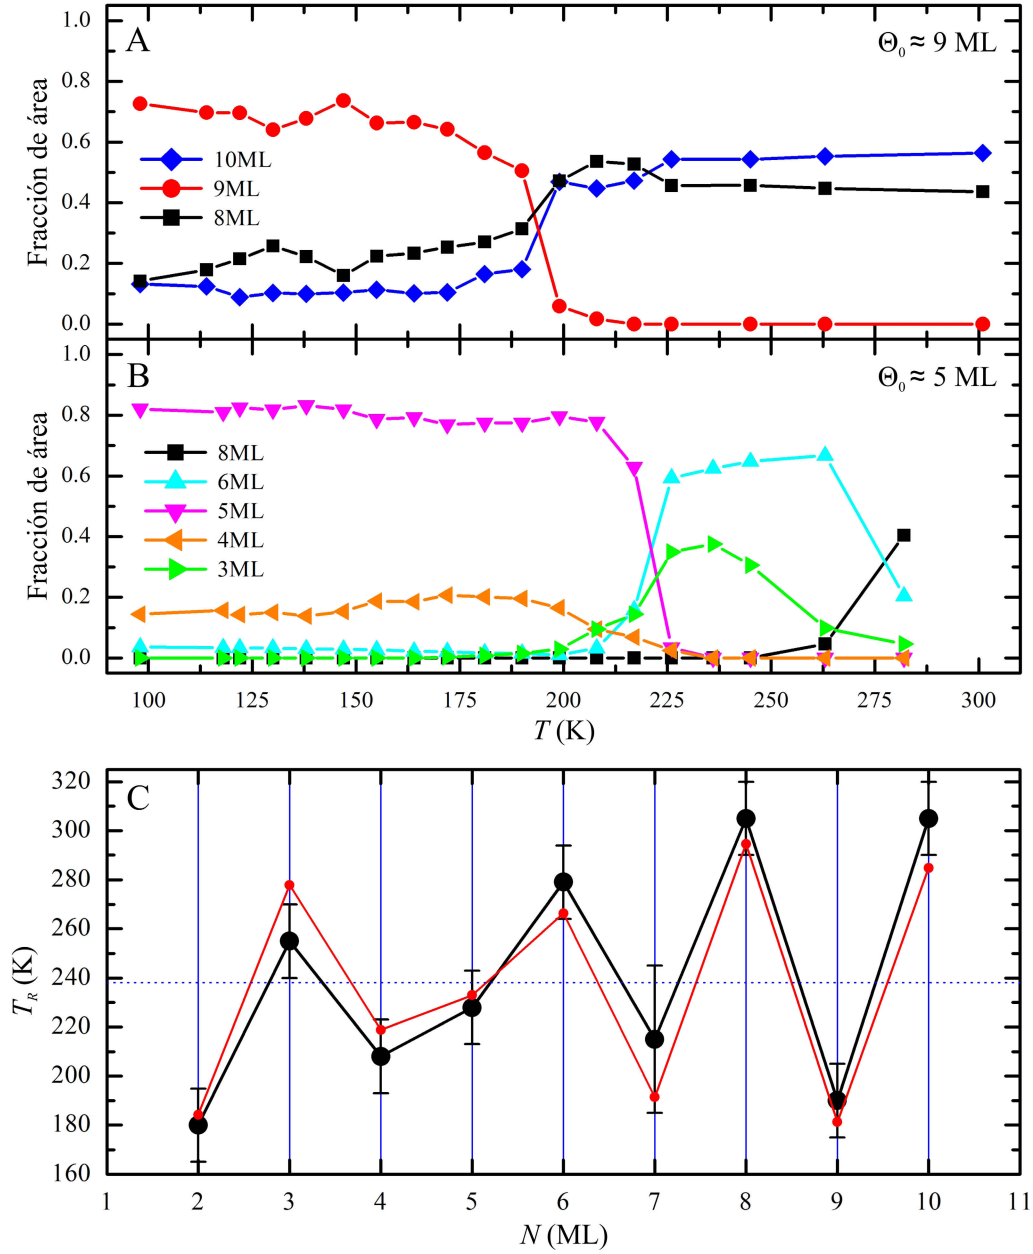 A
Θ₀ ≈ 9 ML
Fracción de área
1.0
0.8
0.6
0.4
0.2
0.0
10ML
9ML
8ML
B
Θ₀ ≈ 5 ML
Fracción de área
1.0
0.8
0.6
0.4
0.2
0.0
8ML
6ML
5ML
4ML
3ML
100 125 150 175 200 225 250 275 300
T (K)
C
T_R (K)
320
300
280
260
240
220
200
180
160
1 2 3 4 5 6 7 8 9 10 11
N (ML)